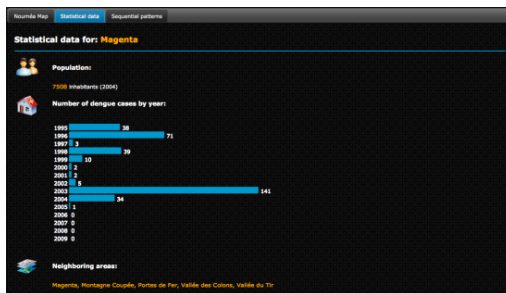 Nouméa Map Statistical data Sequential patterns
Statistical data for: Magenta
Population:
7508 inhabitants (2004)
Number of dengue cases by year:
1995 38
1996 71
1997 3
1998 39
1999 10
2000 2
2001 2
2002 5
2003 141
2004 34
2005 1
2006 0
2007 0
2008 0
2009 0
Neighboring areas:
Magenta, Montagne Coupée, Portes de Fer, Vallée des Colons, Vallée du Tir